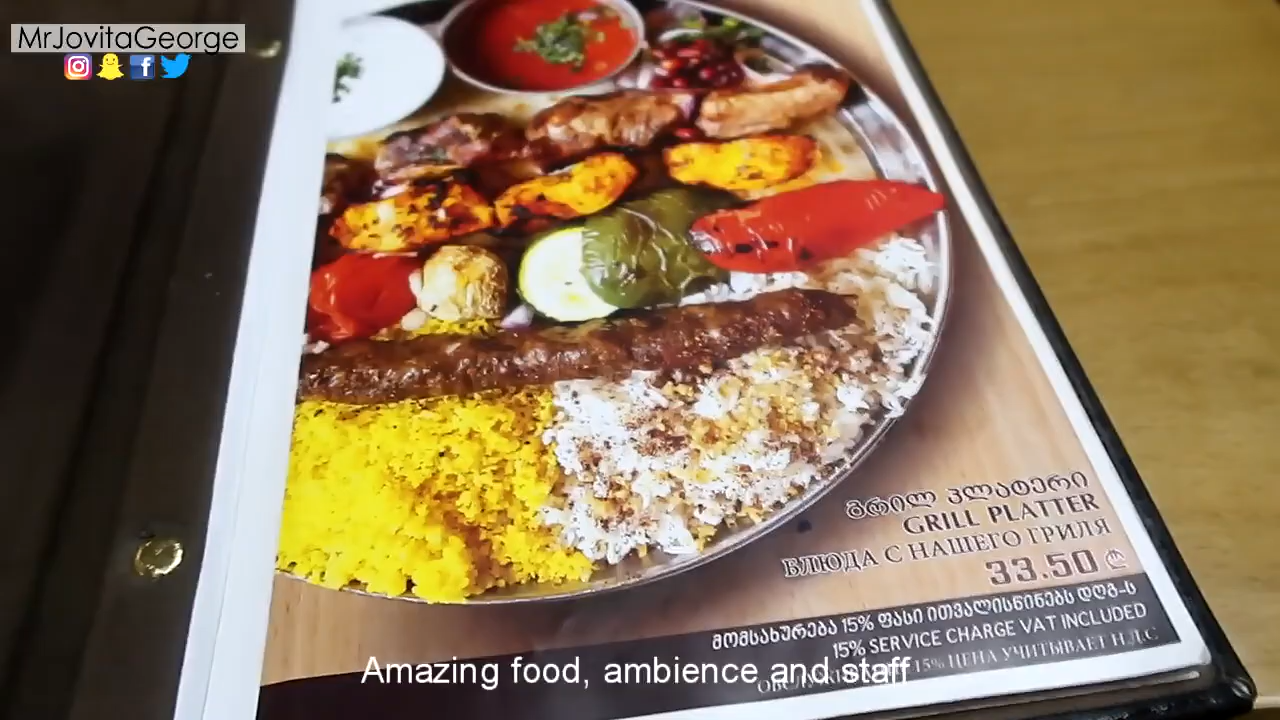 MrJovitaGeorge
გრილ პლატერი
GRILL PLATTER
БЛЮДА С НАШЕГО ГРИЛЯ
33.50 ₾
მომსახურება 15% ფასი ითვალისწინებს დღგ-ს
15% SERVICE CHARGE VAT INCLUDED
15% ЦЕНА УЧИТЫВАЕТ Н.Д.С
Amazing food, ambience and staff